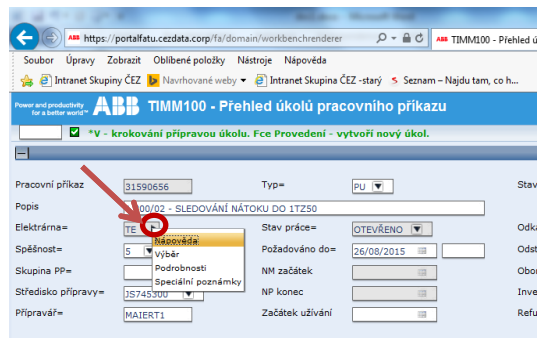 https://portalfatu.cezdata.corp/fa/domain/workbenchrenderer
TIMM100 - Přehled ú
Soubor Úpravy Zobrazit Oblíbené položky Nástroje Nápověda
Intranet Skupiny ČEZ Navrhované weby Intranet Skupina ČEZ -starý Seznam – Najdu tam, co h...
Power and productivity for a better world™ ABB TIMM100 - Přehled úkolů pracovního příkazu
*V - krokování přípravou úkolu. Fce Provedení - vytvoří nový úkol.
Pracovní příkaz 31590656 Typ= PU Stav
Popis 00/02 - SLEDOVÁNÍ NÁTOKU DO 1TZ50
Elektrárna= TE Stav práce= OTEVŘENO Odka
Nápověda
Spěšnost= 5 Výběr Požadováno do= 26/08/2015 Odst
Podrobnosti
Skupina PP= NM začátek Obo
Speciální poznámky
Středisko přípravy= JS745300 NP konec Inve
Přípravář= MAIERT1 Začátek užívání Refu